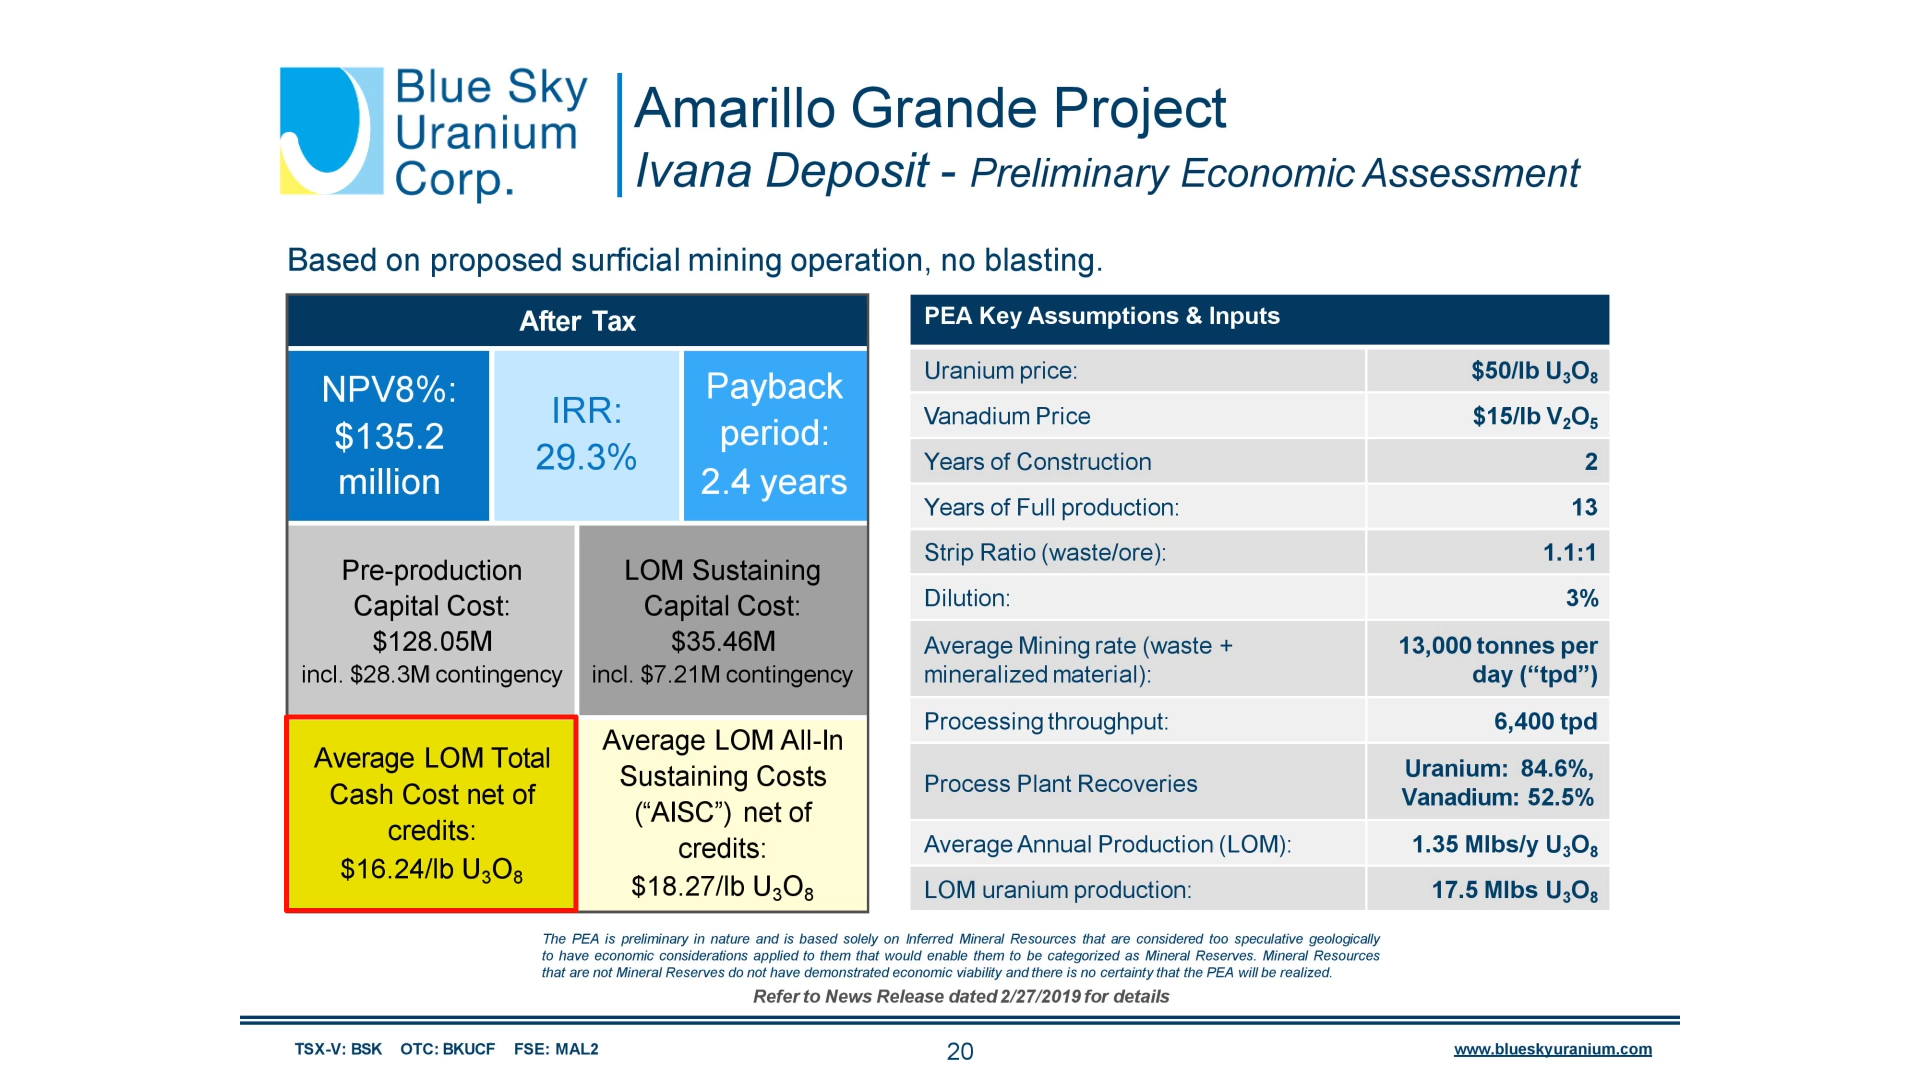 Blue Sky
Uranium
Corp.
Amarillo Grande Project
Ivana Deposit - Preliminary Economic Assessment
Based on proposed surficial mining operation, no blasting.
After Tax
NPV8%:
$135.2
million
IRR:
29.3%
Payback
period:
2.4 years
Pre-production
Capital Cost:
$128.05M
incl. $28.3M contingency
LOM Sustaining
Capital Cost:
$35.46M
incl. $7.21M contingency
Average LOM Total
Cash Cost net of
credits:
$16.24/lb U₃O₈
Average LOM All-In
Sustaining Costs
(“AISC”) net of
credits:
$18.27/lb U₃O₈
PEA Key Assumptions & Inputs
Uranium price: $50/lb U₃O₈
Vanadium Price $15/lb V₂O₅
Years of Construction 2
Years of Full production: 13
Strip Ratio (waste/ore): 1.1:1
Dilution: 3%
Average Mining rate (waste +
mineralized material):
13,000 tonnes per
day (“tpd”)
Processing throughput: 6,400 tpd
Process Plant Recoveries
Uranium: 84.6%,
Vanadium: 52.5%
Average Annual Production (LOM): 1.35 Mlbs/y U₃O₈
LOM uranium production: 17.5 Mlbs U₃O₈
The PEA is preliminary in nature and is based solely on Inferred Mineral Resources that are considered too speculative geologically
to have economic considerations applied to them that would enable them to be categorized as Mineral Reserves. Mineral Resources
that are not Mineral Reserves do not have demonstrated economic viability and there is no certainty that the PEA will be realized.
Refer to News Release dated 2/27/2019 for details
TSX-V: BSK OTC: BKUCF FSE: MAL2
20
www.blueskyuranium.com